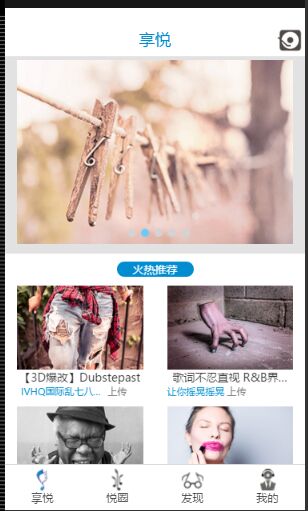 享悦
火热推荐
【3D爆改】Dubstepast
歌词不忍直视 R&B界...
IVHQ国际乱七八... 上传
让你摇晃摇晃 上传
享悦
悦圆
发现
我的